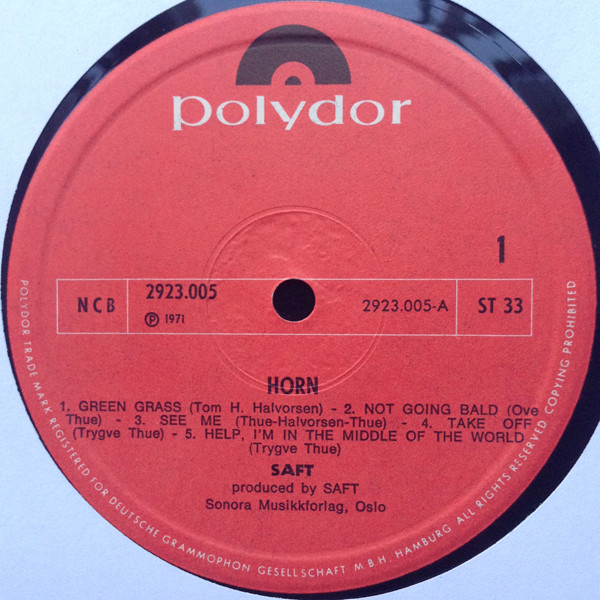 polydor
1
NCB
2923.005
℗ 1971
2923.005-A
ST 33
HORN
1. GREEN GRASS (Tom H. Halvorsen) - 2. NOT GOING BALD (Ove
Thue) - 3. SEE ME (Thue-Halvorsen-Thue) - 4. TAKE OFF
(Trygve Thue) - 5. HELP, I'M IN THE MIDDLE OF THE WORLD
(Trygve Thue)
SAFT
produced by SAFT
Sonora Musikkforlag, Oslo
POLYDOR TRADE MARK REGISTERED FOR DEUTSCHE GRAMMOPHON GESELLSCHAFT M.B.H. HAMBURG ALL RIGHTS RESERVED COPYING PROHIBITED